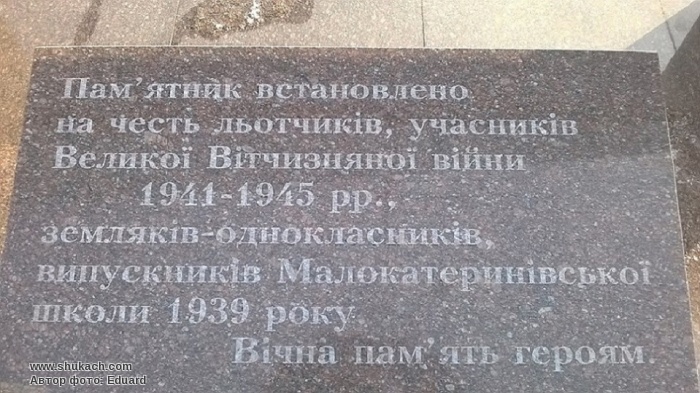 Пам'ятник встановлено
на честь льотчиків, учасників
Великої Вітчизняної війни
1941-1945 рр.,
земляків-однокласників,
випускників Малокатеринівської
школи 1939 року.
Вічна пам'ять героям.
www.shukach.com
Автор фото: Eduard